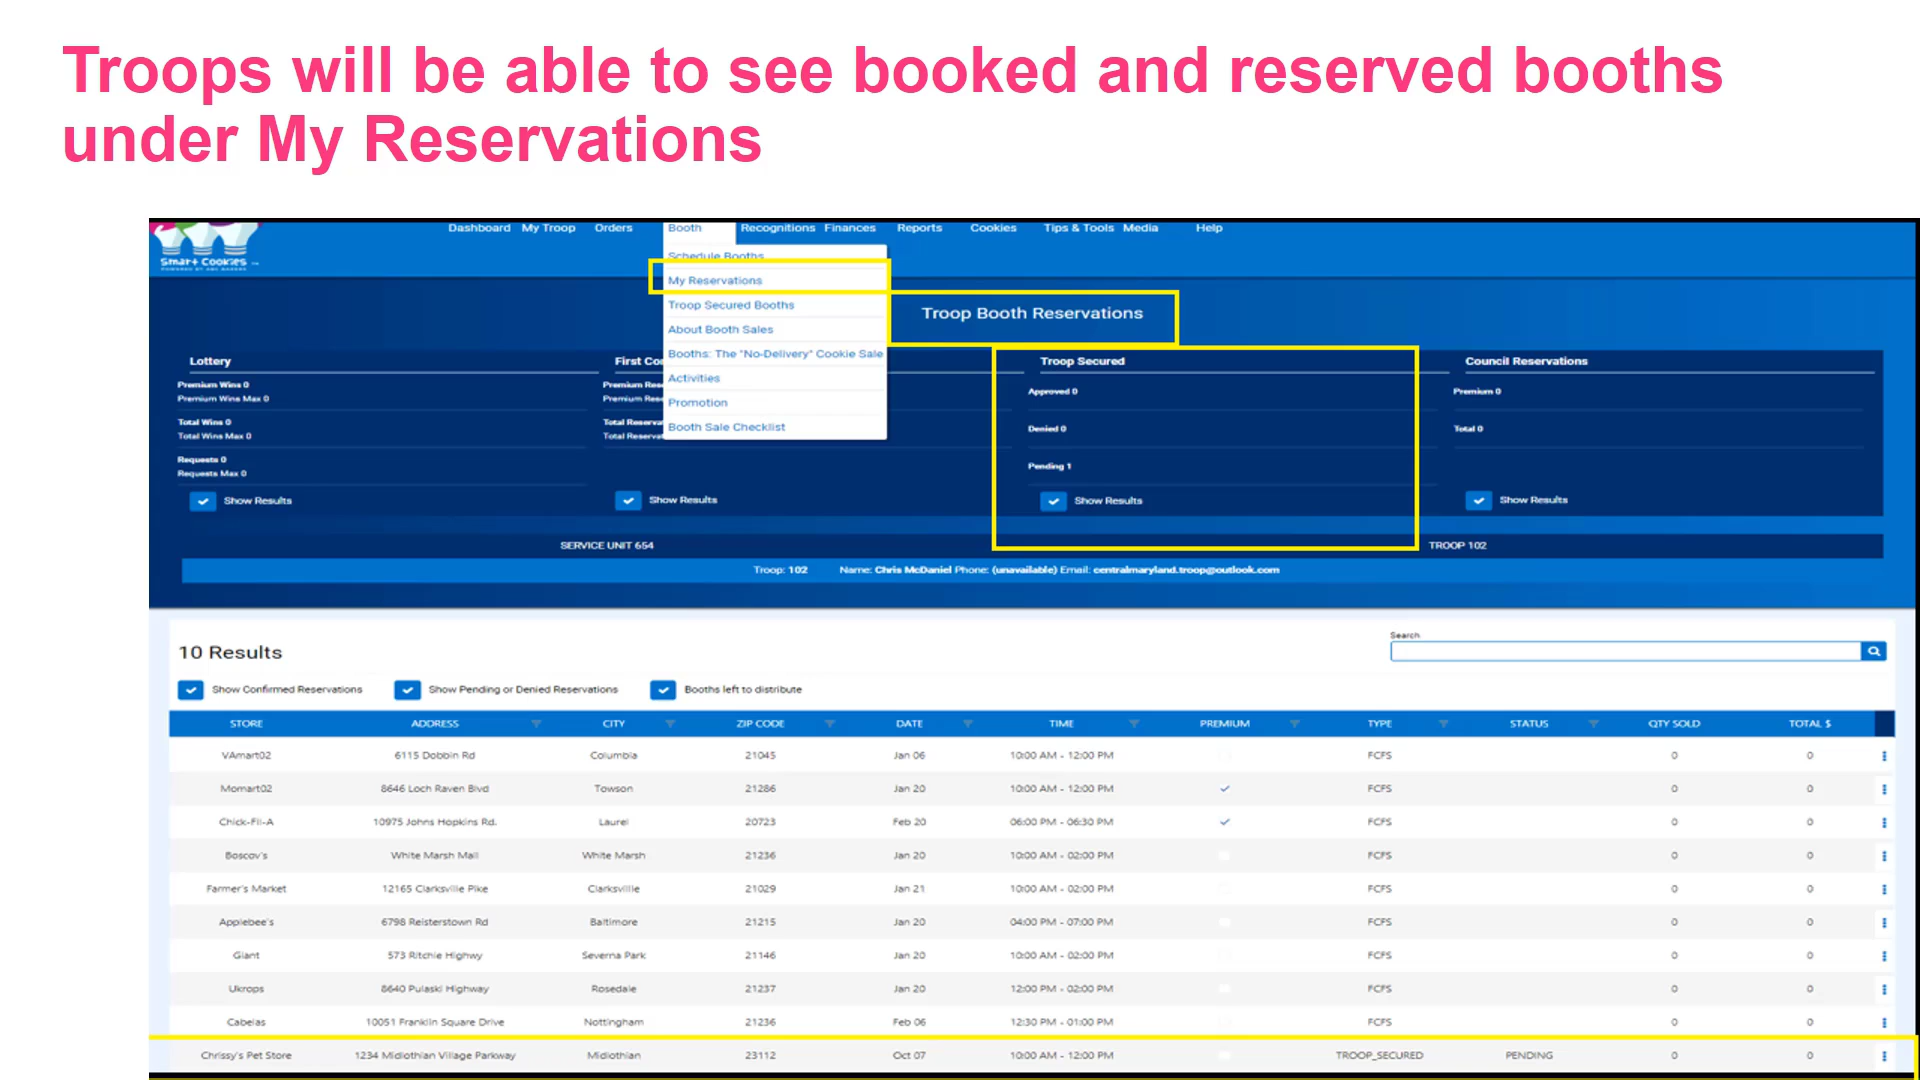 Troops will be able to see booked and reserved booths
under My Reservations
Smart Cookies
Dashboard My Troop Orders Booth Recognitions Finances Reports Cookies Tips & Tools Media Help
Schedule Booths
My Reservations
Troop Secured Booths
About Booth Sales
Booths: The "No-Delivery" Cookie Sale
Activities
Promotion
Booth Sale Checklist
Troop Booth Reservations
Lottery
Premium Wins 0
Premium Wins Max 0
Total Wins 0
Total Wins Max 0
Requests 0
Requests Max 0
Show Results
First
Premium
Premium
Total
Total
Show Results
Troop Secured
Approved 0
Denied 0
Pending 1
Show Results
Council Reservations
Premium 0
Total 0
Show Results
SERVICE UNIT 654 TROOP 102
Troop: 102 Name: Chris McDaniel Phone: (unavailable) Email: centralmaryland.troop@outlook.com
10 Results
Search
Show Confirmed Reservations Show Pending or Denied Reservations Booths left to distribute
STORE ADDRESS CITY ZIP CODE DATE TIME PREMIUM TYPE STATUS QTY SOLD TOTAL $
VAmart02 6115 Dobbin Rd Columbia 21045 Jan 06 10:00 AM - 12:00 PM FCFS 0 0
Momart02 8646 Loch Raven Blvd Towson 21286 Jan 20 10:00 AM - 12:00 PM FCFS 0 0
Chick-Fil-A 10975 Johns Hopkins Rd. Laurel 20723 Feb 20 06:00 PM - 06:30 PM FCFS 0 0
Boscov's White Marsh Mall White Marsh 21236 Jan 20 10:00 AM - 02:00 PM FCFS 0 0
Farmer's Market 12165 Clarksville Pike Clarksville 21029 Jan 21 10:00 AM - 02:00 PM FCFS 0 0
Applebee's 6798 Reisterstown Rd Baltimore 21215 Jan 20 04:00 PM - 07:00 PM FCFS 0 0
Giant 573 Ritchie Highwy Severna Park 21146 Jan 20 10:00 AM - 02:00 PM FCFS 0 0
Ukrops 8640 Pulaski Highway Rosedale 21237 Jan 20 12:00 PM - 02:00 PM FCFS 0 0
Cabelas 10051 Franklin Square Drive Nottingham 21236 Feb 06 12:30 PM - 01:00 PM FCFS 0 0
Chrissy's Pet Store 1234 Midlothian Village Parkway Midlothian 23112 Oct 07 10:00 AM - 12:00 PM TROOP_SECURED PENDING 0 0